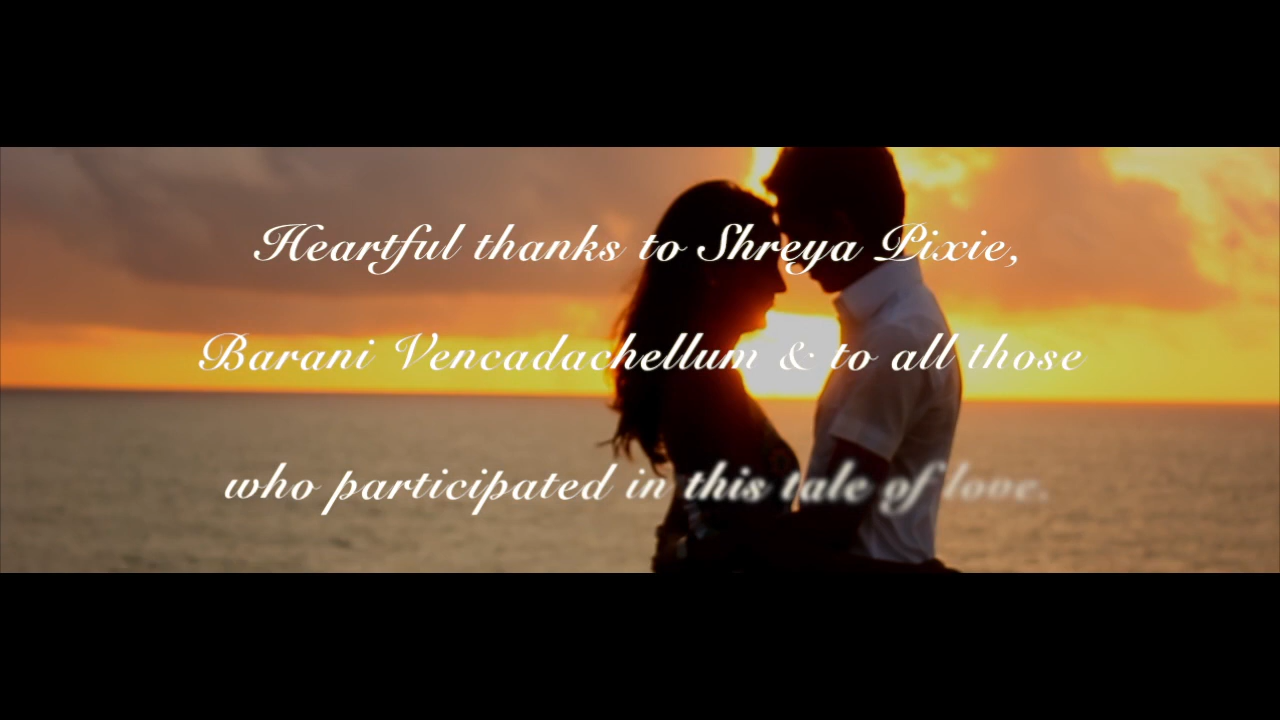 Heartful thanks to Shreya Pixie,
Barani Vencadachellum & to all those
who participated in this tale of love.